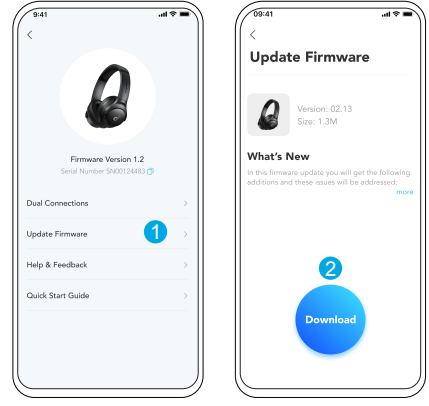 9:41
Firmware Version 1.2
Serial Number SN00124483
Dual Connections
Update Firmware
1
Help & Feedback
Quick Start Guide
09:41
Update Firmware
Version: 02.13
Size: 1.3M
What's New
In this firmware update you will get the following
additions and these issues will be addressed:
more
2
Download